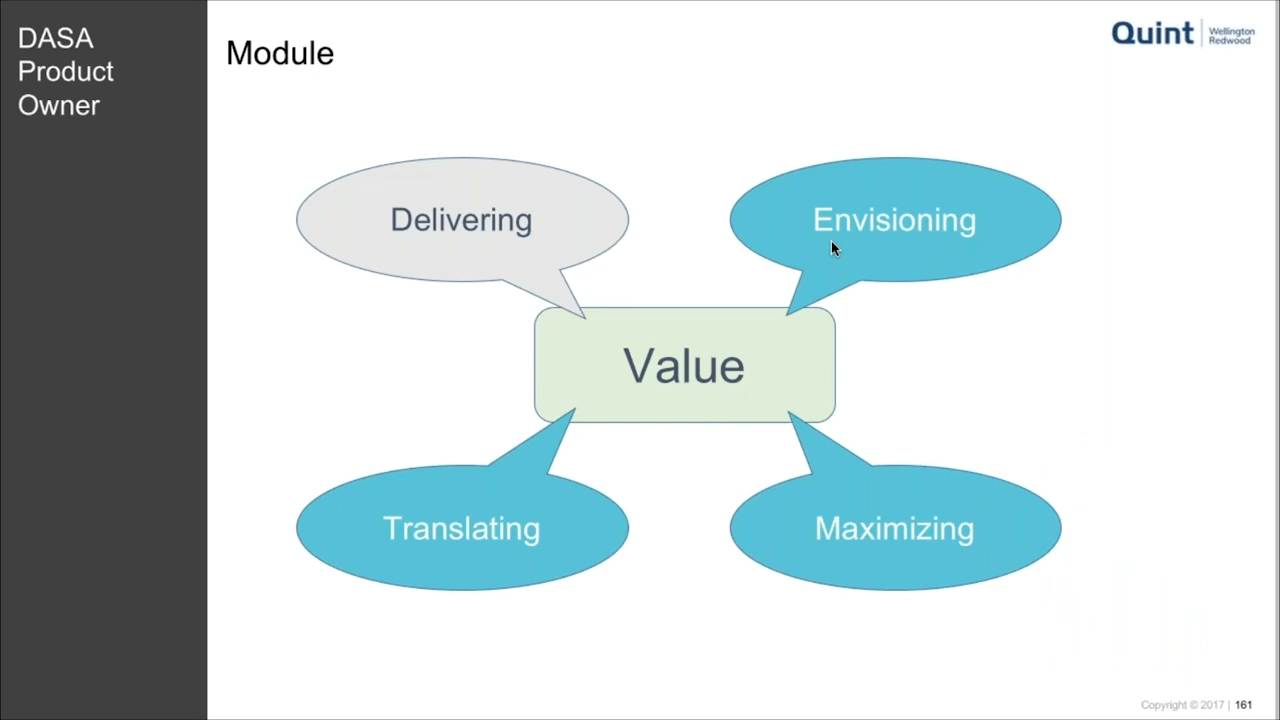 DASA
Product
Owner
Module
Quint
Wellington
Redwood
Delivering
Envisioning
Value
Translating
Maximizing
Copyright © 2017 | 161